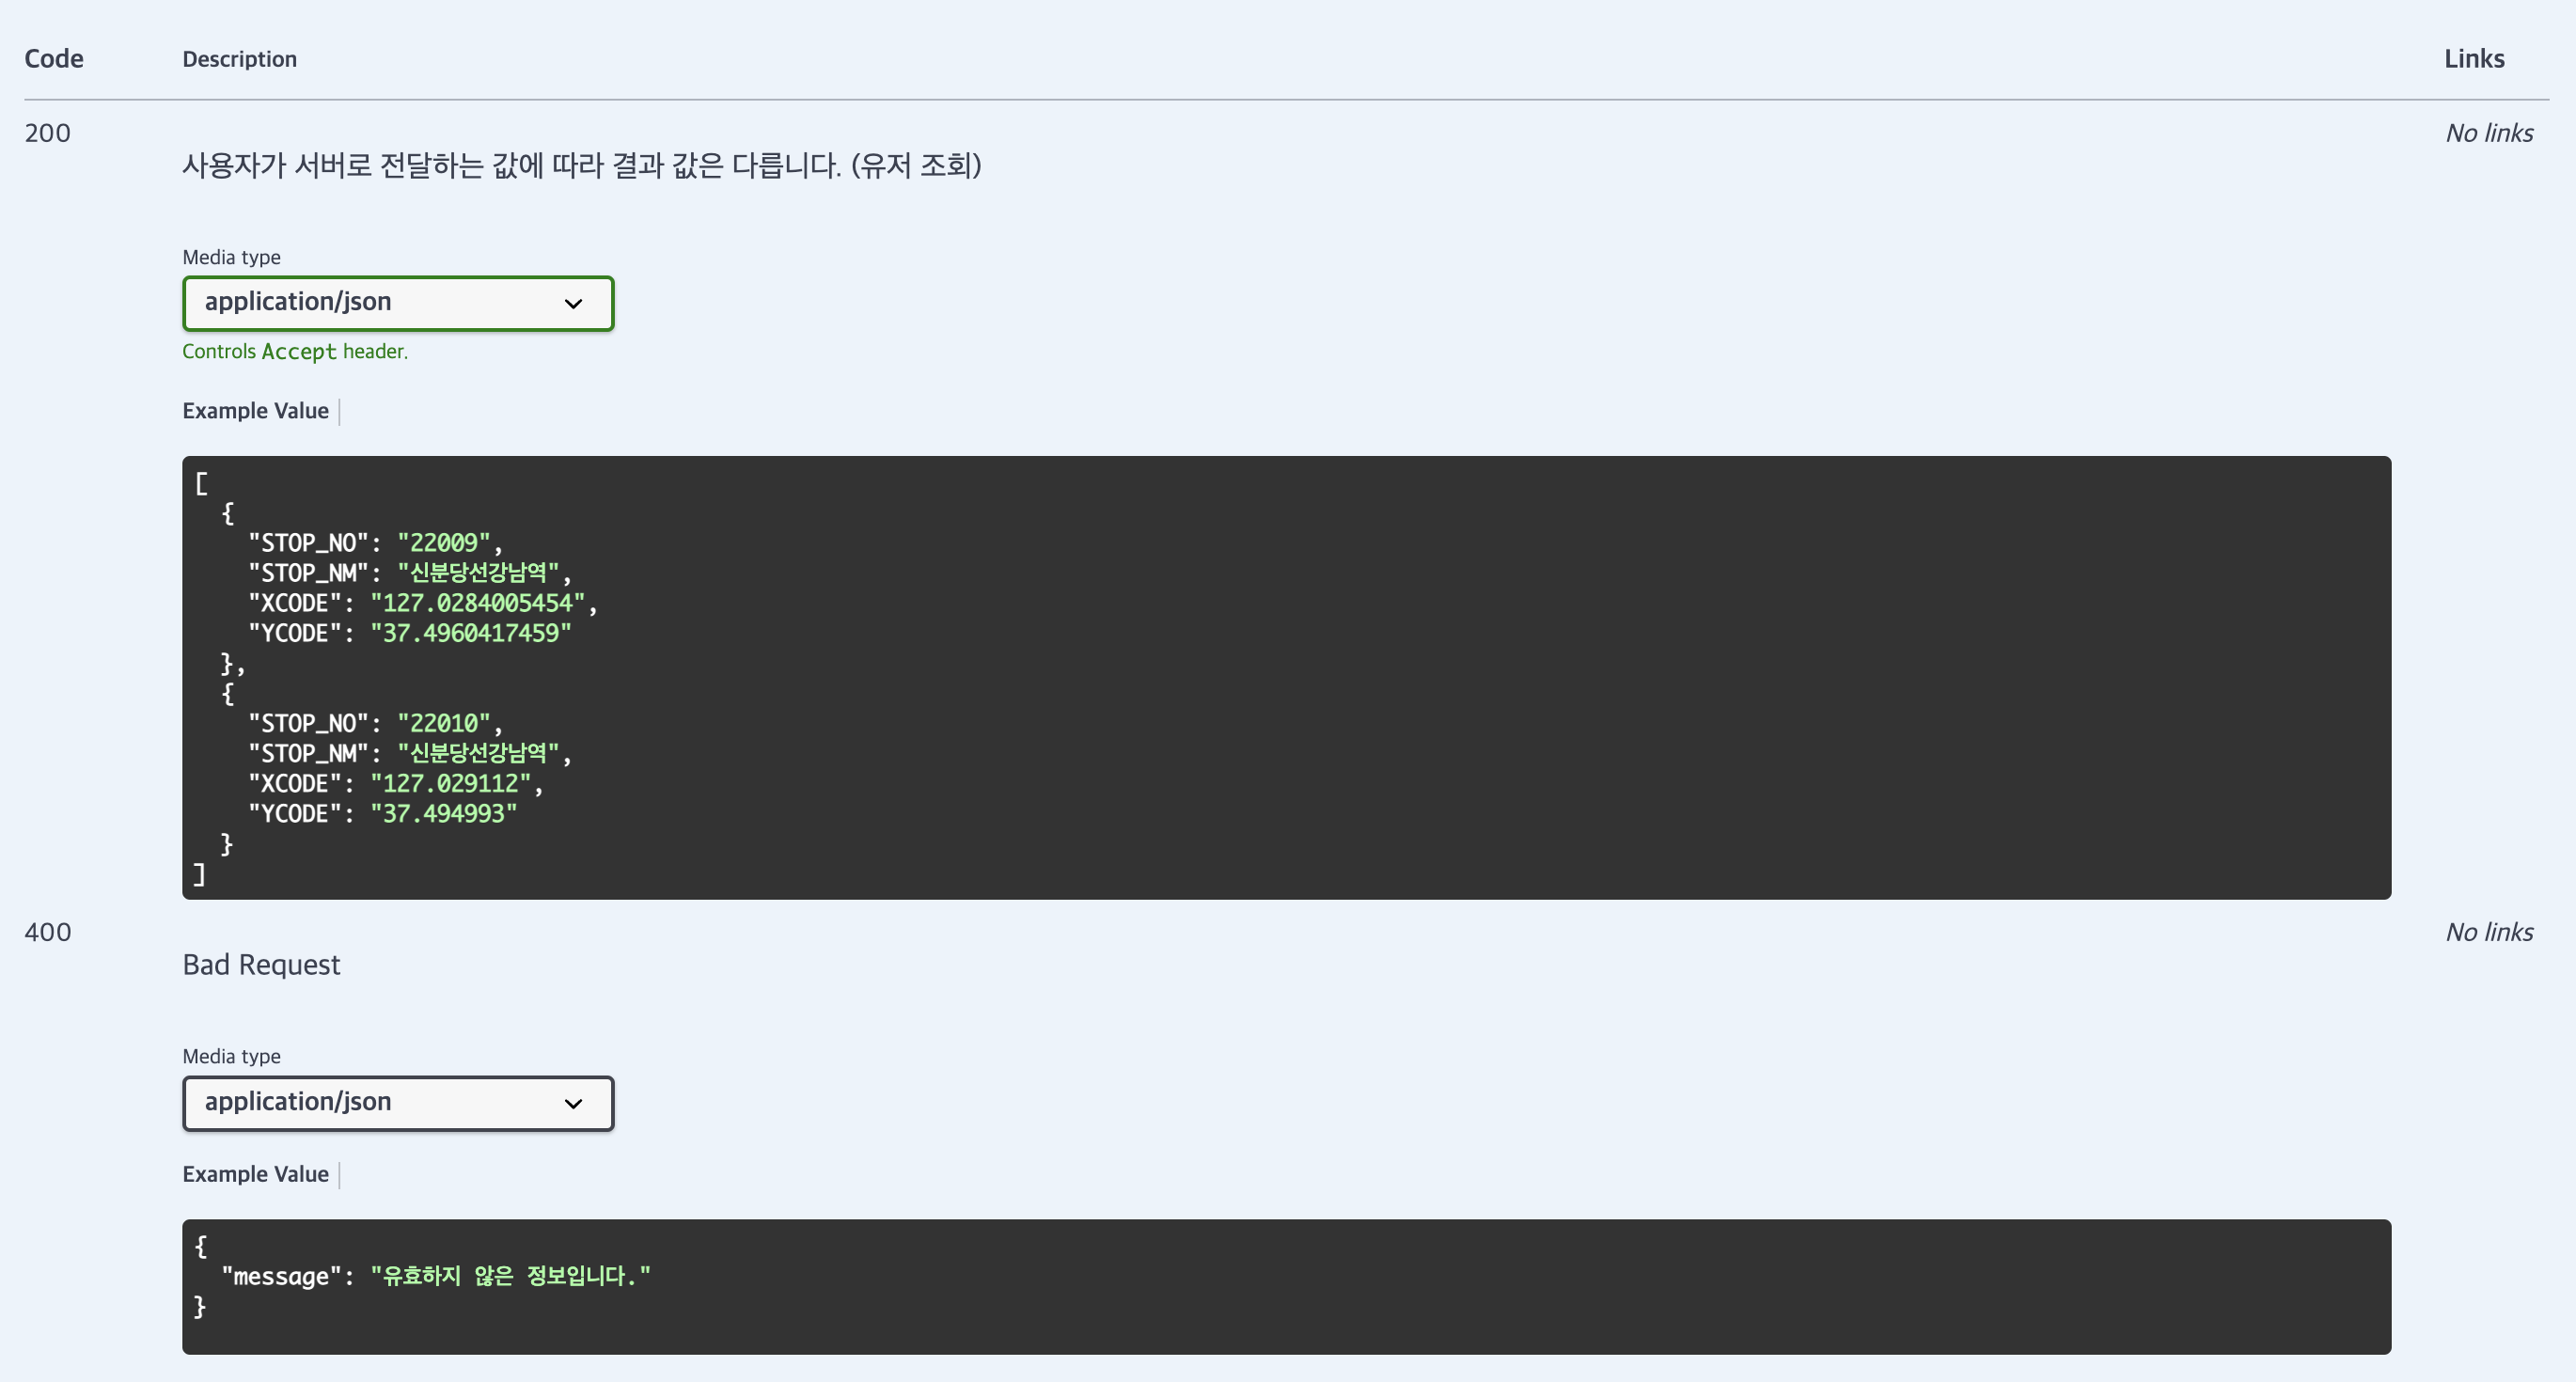 Code Description Links
200 No links
사용자가 서버로 전달하는 값에 따라 결과 값은 다릅니다. (유저 조회)
Media type
application/json
Controls Accept header.
Example Value
[
  {
    "STOP_NO": "22009",
    "STOP_NM": "신분당선강남역",
    "XCODE": "127.0284005454",
    "YCODE": "37.4960417459"
  },
  {
    "STOP_NO": "22010",
    "STOP_NM": "신분당선강남역",
    "XCODE": "127.029112",
    "YCODE": "37.494993"
  }
]
400 No links
Bad Request
Media type
application/json
Example Value
{
  "message": "유효하지 않은 정보입니다."
}